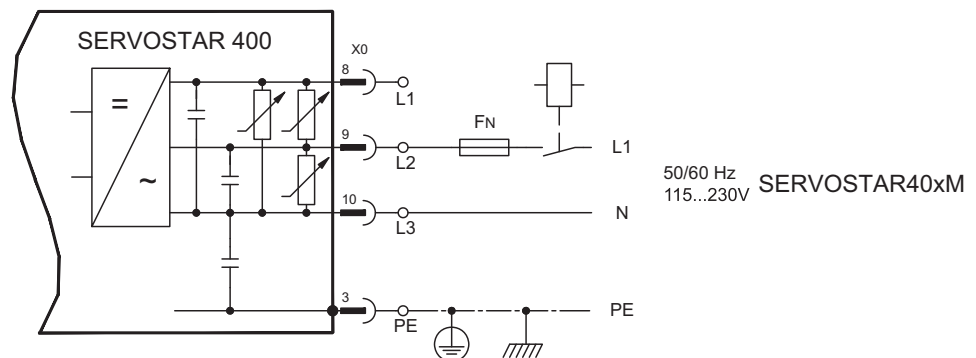 SERVOSTAR 400
X0
8
L1
9
L2
FN
L1
10
L3
N
3
PE
PE
=
~
50/60 Hz
115...230V
SERVOSTAR40xM